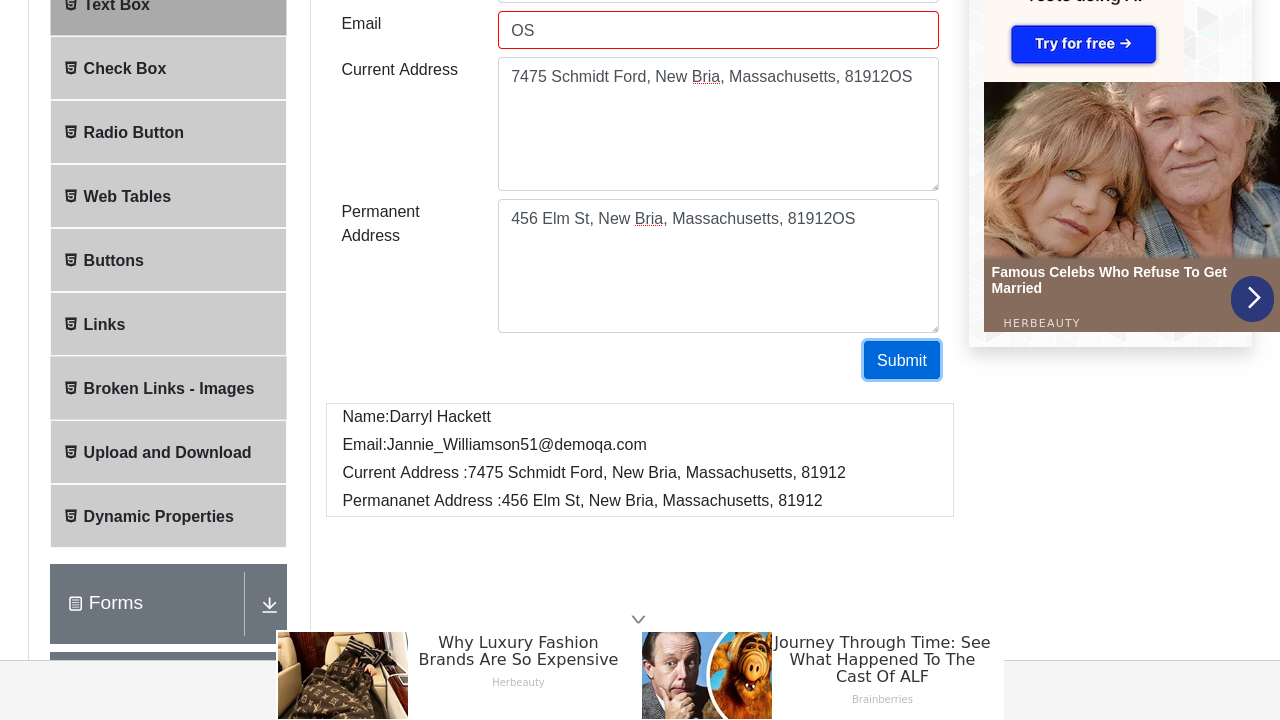 Text Box
Check Box
Radio Button
Web Tables
Buttons
Links
Broken Links - Images
Upload and Download
Dynamic Properties
Forms
Email
OS
Current Address
7475 Schmidt Ford, New Bria, Massachusetts, 81912OS
Permanent
Address
456 Elm St, New Bria, Massachusetts, 81912OS
Submit
Name:Darryl Hackett
Email:Jannie_Williamson51@demoqa.com
Current Address :7475 Schmidt Ford, New Bria, Massachusetts, 81912
Permananet Address :456 Elm St, New Bria, Massachusetts, 81912
Try for free →
Famous Celebs Who Refuse To Get
Married
HERBEAUTY
Why Luxury Fashion
Brands Are So Expensive
Herbeauty
Journey Through Time: See
What Happened To The
Cast Of ALF
Brainberries